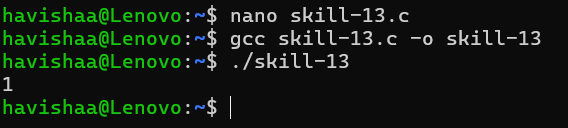 havishaa@Lenovo:~$ nano skill-13.c
havishaa@Lenovo:~$ gcc skill-13.c -o skill-13
havishaa@Lenovo:~$ ./skill-13
1
havishaa@Lenovo:~$